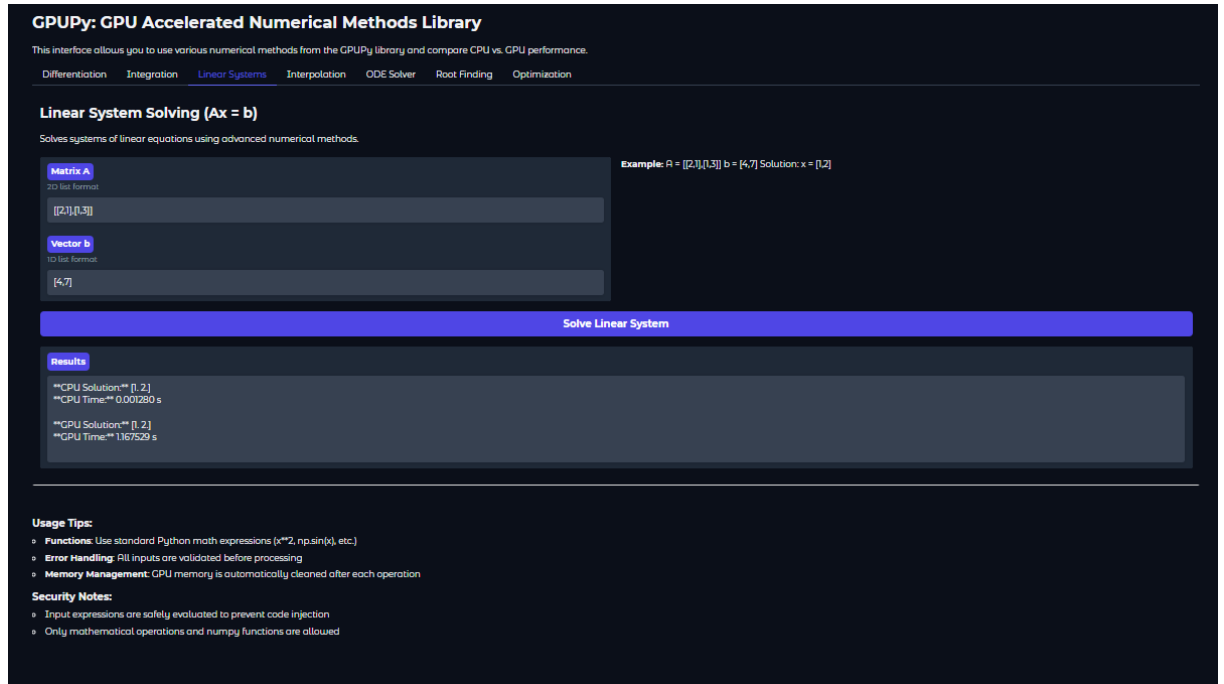 GPUPy: GPU Accelerated Numerical Methods Library
This interface allows you to use various numerical methods from the GPUPy library and compare CPU vs. GPU performance.
Differentiation Integration Linear Systems Interpolation ODE Solver Root Finding Optimization
Linear System Solving (Ax = b)
Solves systems of linear equations using advanced numerical methods.
Matrix A
2D list format
[[2,1],[1,3]]
Vector b
1D list format
[4,7]
Example: A = [[2,1],[1,3]] b = [4,7] Solution: x = [1,2]
Solve Linear System
Results
**CPU Solution:** [1. 2.]
**CPU Time:** 0.001280 s
**GPU Solution:** [1. 2.]
**GPU Time:** 1.167529 s
Usage Tips:
Functions: Use standard Python math expressions (x**2, np.sin(x), etc.)
Error Handling: All inputs are validated before processing
Memory Management: GPU memory is automatically cleaned after each operation
Security Notes:
Input expressions are safely evaluated to prevent code injection
Only mathematical operations and numpy functions are allowed